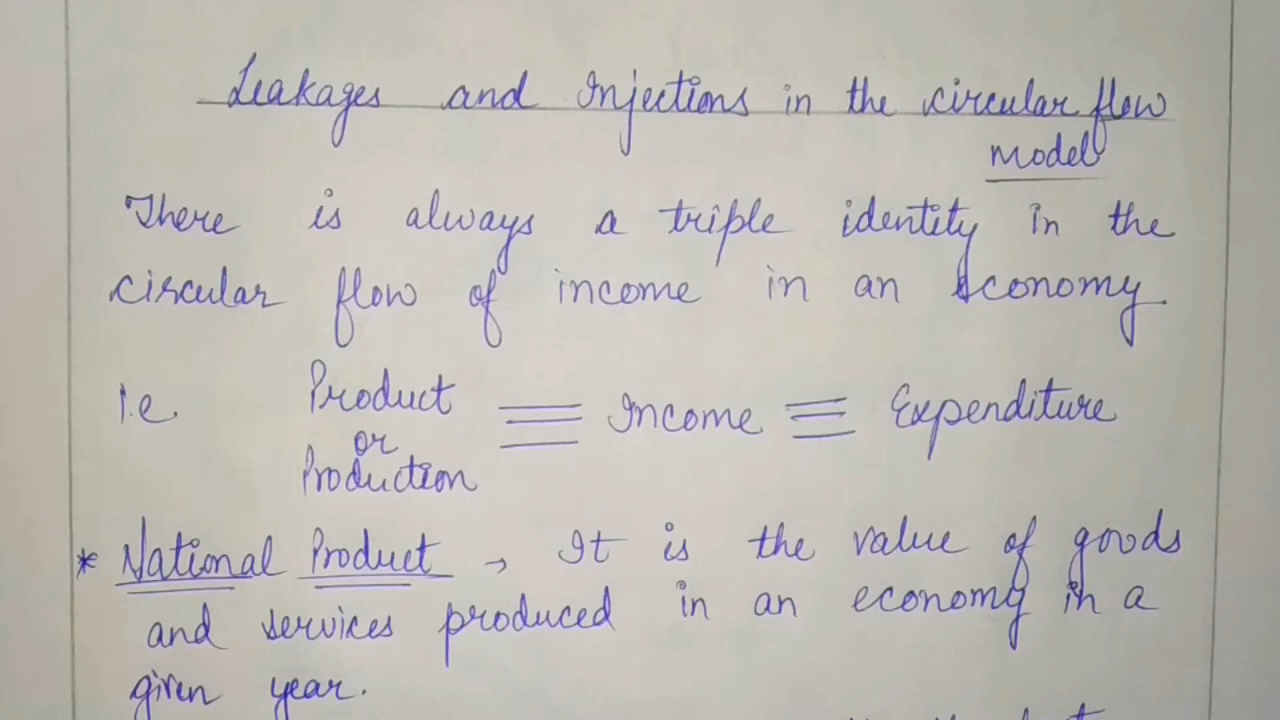 Leakages and Injections in the circular flow
model
There is always a triple identity in the
circular flow of income in an economy.
i.e Product or Production ≡ Income ≡ Expenditure
* National Product → It is the value of goods
and services produced in an economy in a
given year.